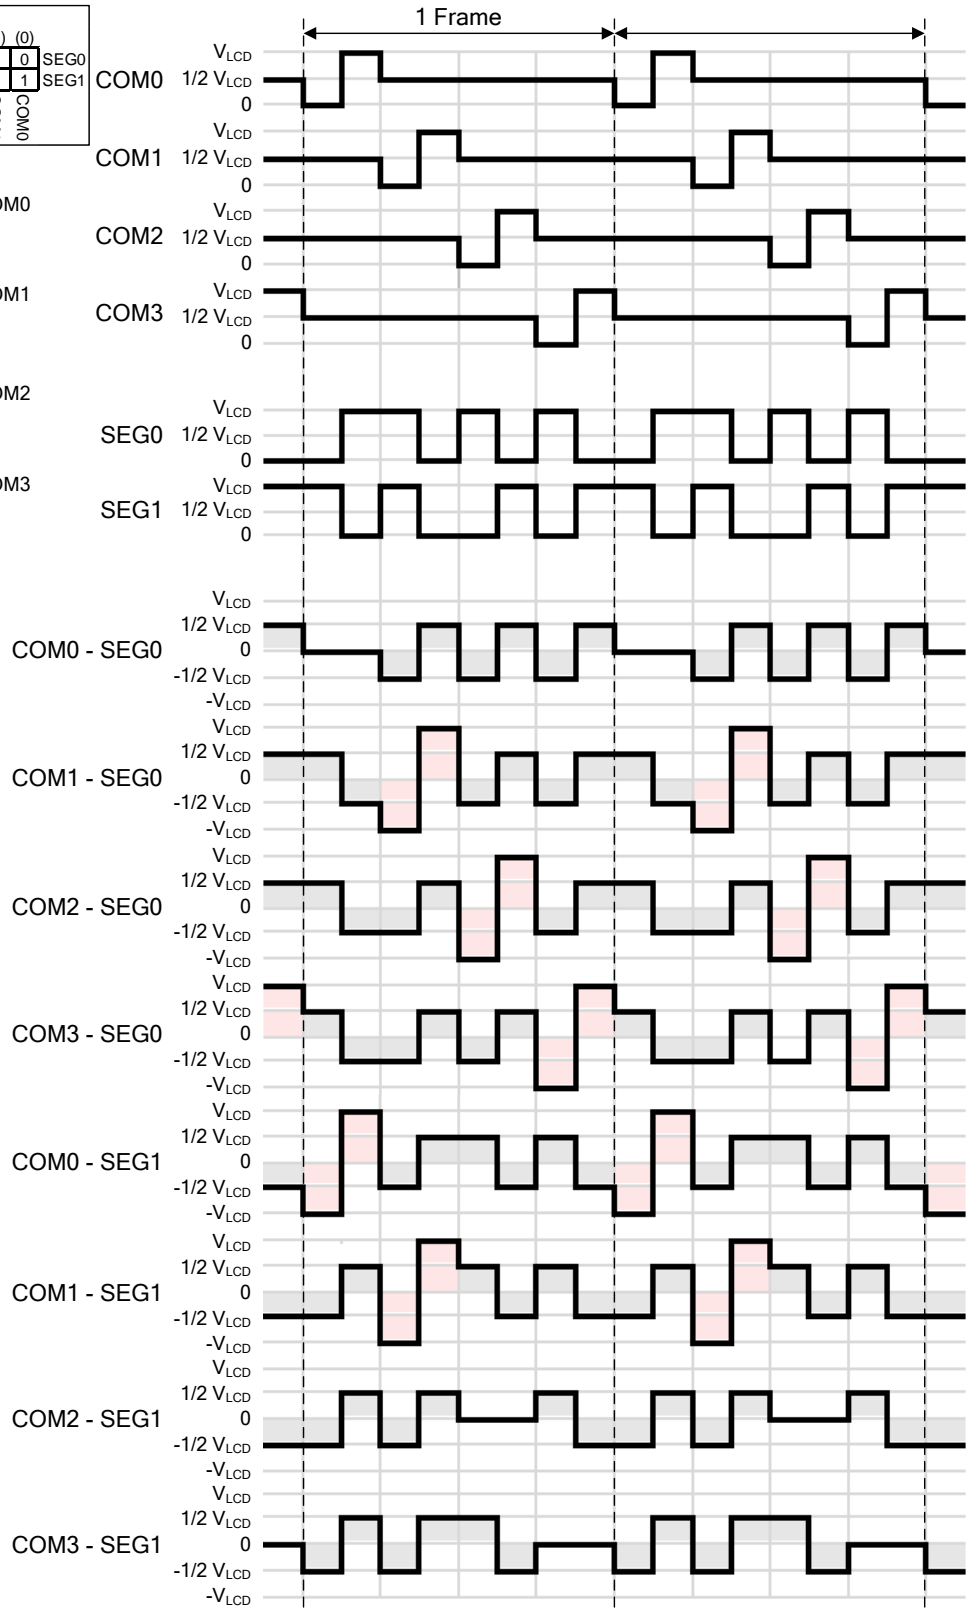 1 Frame
) (0)
0 SEG0
1 SEG1
COM0
COM0
VLCD
1/2 VLCD
0
COM1
VLCD
1/2 VLCD
0
OM0
COM2
VLCD
1/2 VLCD
0
OM1
COM3
VLCD
1/2 VLCD
0
OM2
SEG0
VLCD
1/2 VLCD
0
OM3
SEG1
VLCD
1/2 VLCD
0
COM0 - SEG0
VLCD
1/2 VLCD
0
-1/2 VLCD
-VLCD
COM1 - SEG0
VLCD
1/2 VLCD
0
-1/2 VLCD
-VLCD
COM2 - SEG0
VLCD
1/2 VLCD
0
-1/2 VLCD
-VLCD
COM3 - SEG0
VLCD
1/2 VLCD
0
-1/2 VLCD
-VLCD
COM0 - SEG1
VLCD
1/2 VLCD
0
-1/2 VLCD
-VLCD
COM1 - SEG1
VLCD
1/2 VLCD
0
-1/2 VLCD
-VLCD
COM2 - SEG1
VLCD
1/2 VLCD
0
-1/2 VLCD
-VLCD
COM3 - SEG1
VLCD
1/2 VLCD
0
-1/2 VLCD
-VLCD